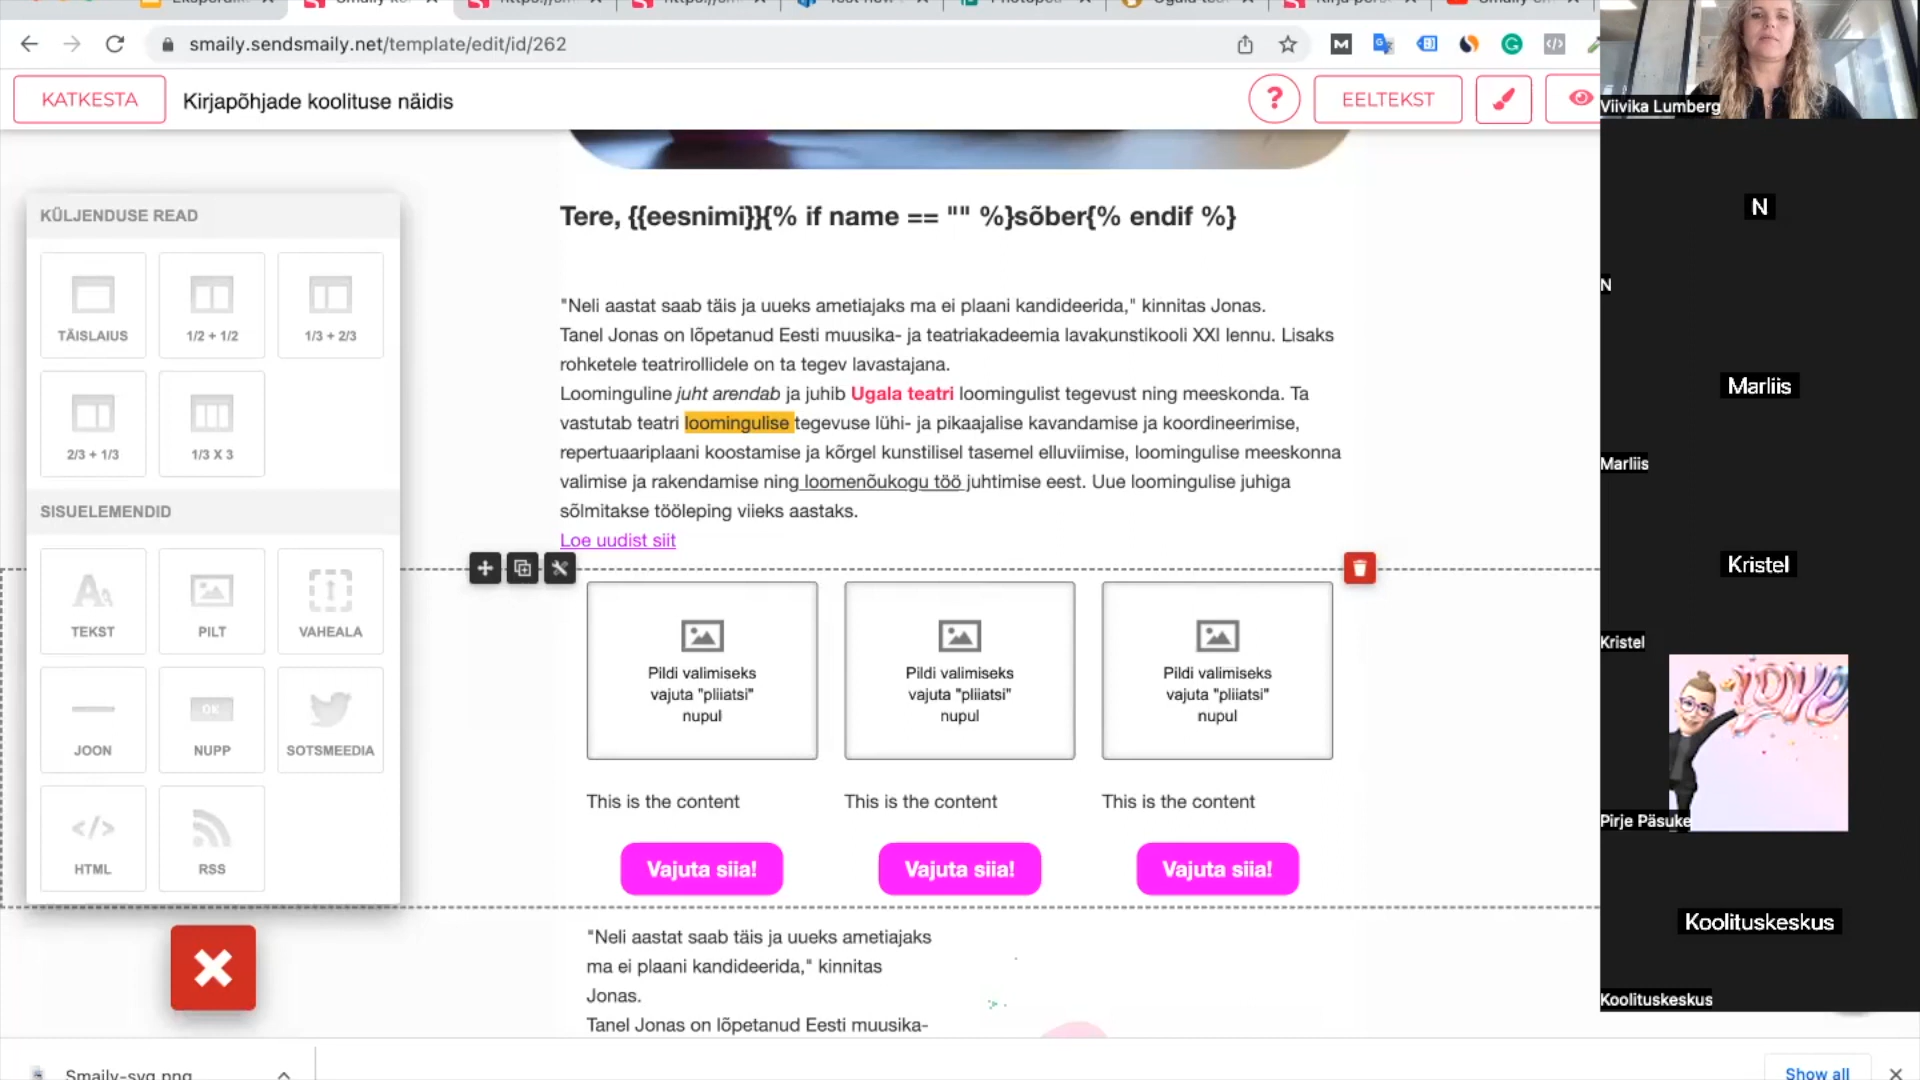 smaily.sendsmaily.net/template/edit/id/262
KATKESTA
Kirjapõhjade koolituse näidis
?
EELTEKST
Viivika Lumberg
KÜLJENDUSE READ
TÄISLAIUS
1/2 + 1/2
1/3 + 2/3
2/3 + 1/3
1/3 X 3
SISUELEMENDID
TEKST
PILT
VAHEALA
JOON
OK
NUPP
SOTSMEEDIA
HTML
RSS
Tere, {{eesnimi}}{% if name == "" %}sõber{% endif %}
"Neli aastat saab täis ja uueks ametiajaks ma ei plaani kandideerida," kinnitas Jonas.
Tanel Jonas on lõpetanud Eesti muusika- ja teatriakadeemia lavakunstikooli XXI lennu. Lisaks
rohketele teatrirollidele on ta tegev lavastajana.
Loominguline juht arendab ja juhib Ugala teatri loomingulist tegevust ning meeskonda. Ta
vastutab teatri loomingulise tegevuse lühi- ja pikaajalise kavandamise ja koordineerimise,
repertuaariplaani koostamise ja kõrgel kunstilisel tasemel elluviimise, loomingulise meeskonna
valimise ja rakendamise ning loomenõukogu töö juhtimise eest. Uue loomingulise juhiga
sõlmitakse tööleping viieks aastaks.
Loe uudist siit
Pildi valimiseks
vajuta "pliiatsi"
nupul
Pildi valimiseks
vajuta "pliiatsi"
nupul
Pildi valimiseks
vajuta "pliiatsi"
nupul
This is the content
This is the content
This is the content
Vajuta siia!
Vajuta siia!
Vajuta siia!
"Neli aastat saab täis ja uueks ametiajaks
ma ei plaani kandideerida," kinnitas
Jonas.
Tanel Jonas on lõpetanud Eesti muusika-
N
N
Marliis
Marliis
Kristel
Kristel
Pirje Päsuke
Koolituskeskus
Koolituskeskus
Smaily-svg.png
Show all